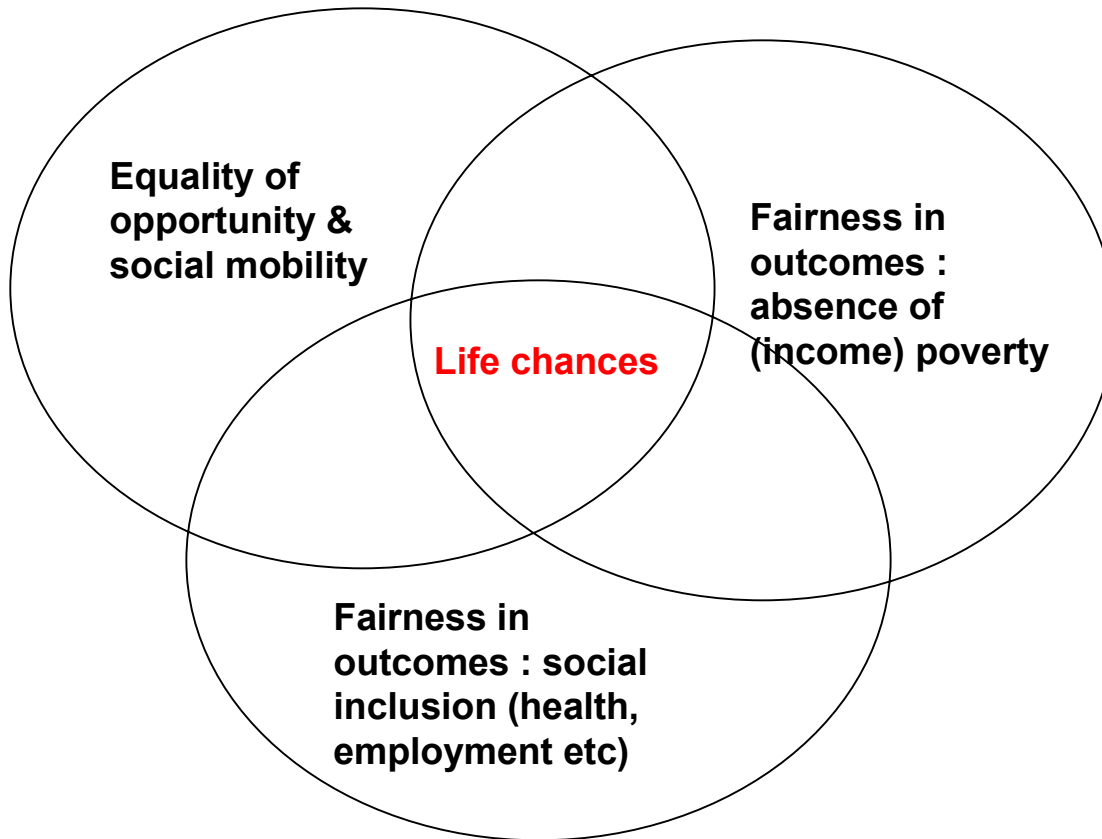 Equality of
opportunity &
social mobility
Fairness in
outcomes :
absence of
(income) poverty
Life chances
Fairness in
outcomes : social
inclusion (health,
employment etc)